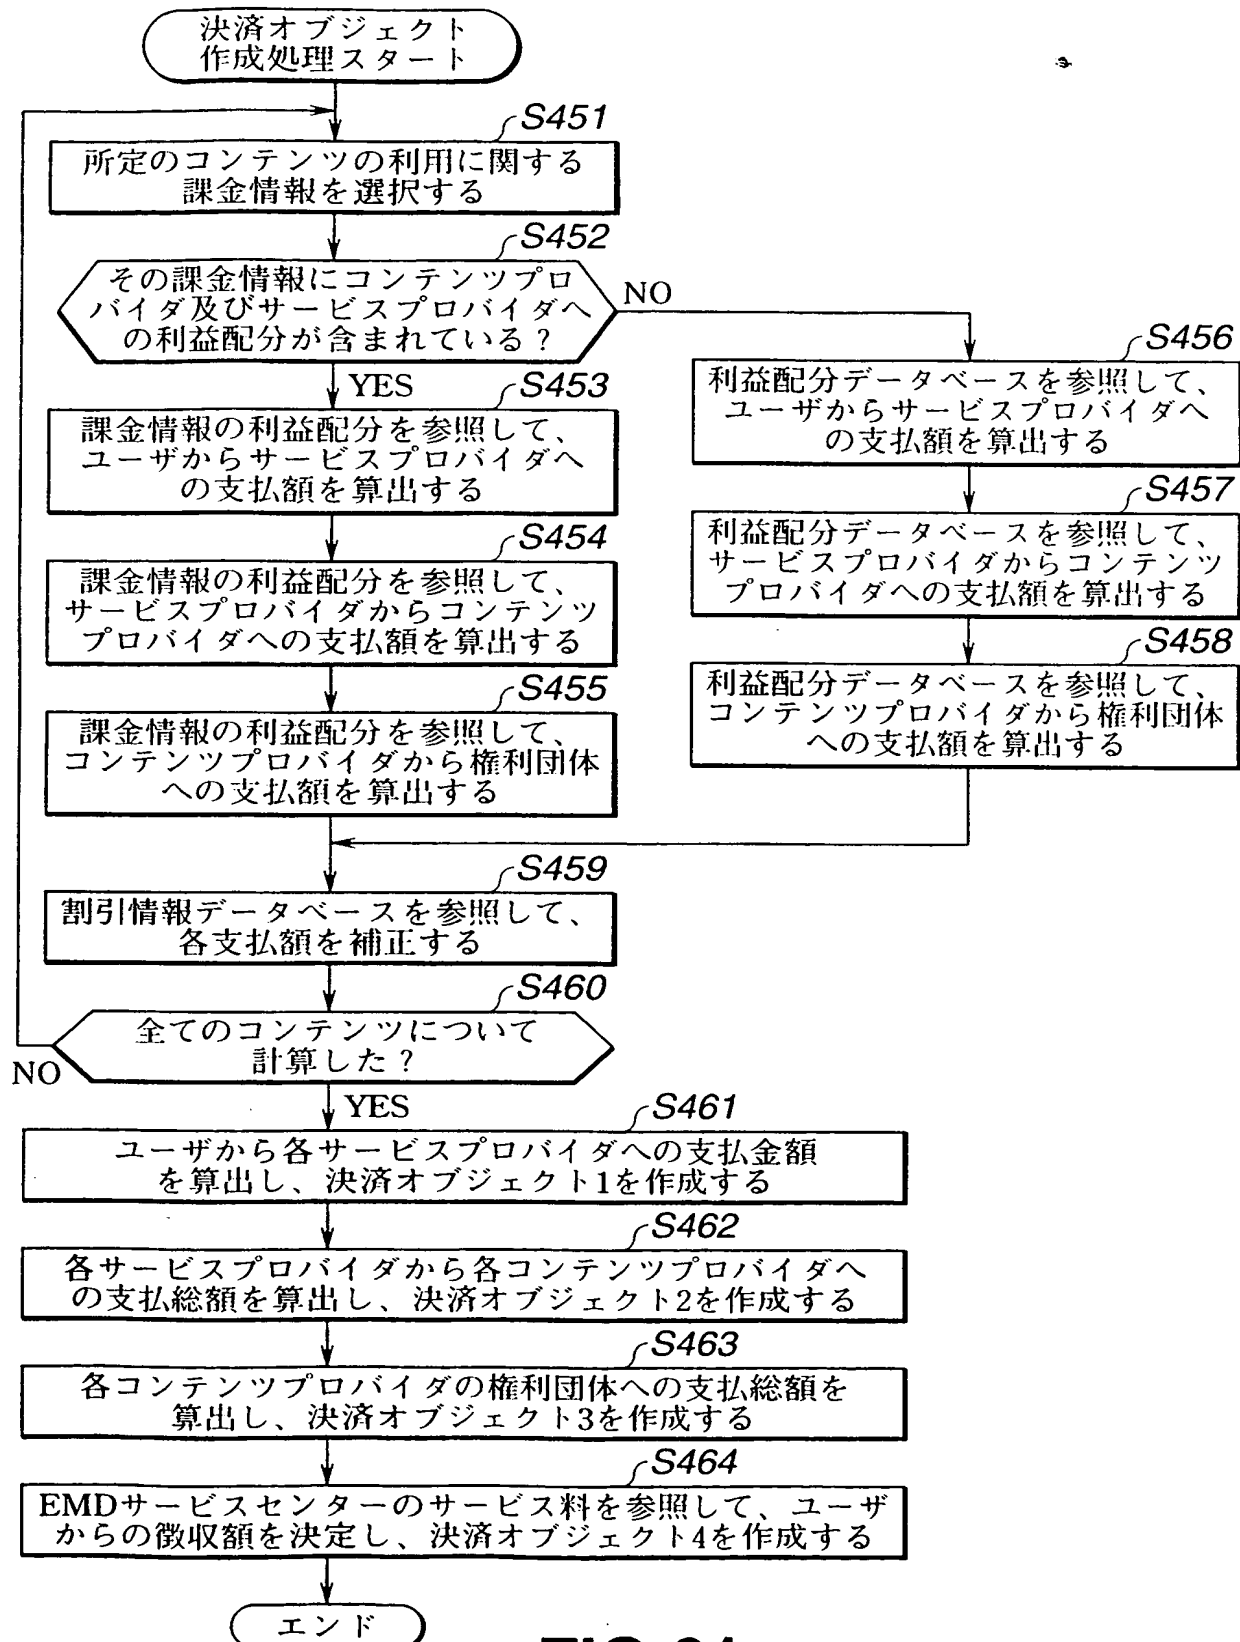 決済オブジェクト
作成処理スタート
S451
所定のコンテンツの利用に関する
課金情報を選択する
S452
その課金情報にコンテンツプロ
バイダ及びサービスプロバイダへ
の利益配分が含まれている?
NO
YES
S453
課金情報の利益配分を参照して、
ユーザからサービスプロバイダへ
の支払額を算出する
S454
課金情報の利益配分を参照して、
サービスプロバイダからコンテンツ
プロバイダへの支払額を算出する
S455
課金情報の利益配分を参照して、
コンテンツプロバイダから権利団体
への支払額を算出する
S456
利益配分データベースを参照して、
ユーザからサービスプロバイダへ
の支払額を算出する
S457
利益配分データベースを参照して、
サービスプロバイダからコンテンツ
プロバイダへの支払額を算出する
S458
利益配分データベースを参照して、
コンテンツプロバイダから権利団体
への支払額を算出する
S459
割引情報データベースを参照して、
各支払額を補正する
S460
全てのコンテンツについて
計算した?
NO
YES
S461
ユーザから各サービスプロバイダへの支払金額
を算出し、決済オブジェクト1を作成する
S462
各サービスプロバイダから各コンテンツプロバイダへ
の支払総額を算出し、決済オブジェクト2を作成する
S463
各コンテンツプロバイダの権利団体への支払総額を
算出し、決済オブジェクト3を作成する
S464
EMDサービスセンターのサービス料を参照して、ユーザ
からの徴収額を決定し、決済オブジェクト4を作成する
エンド